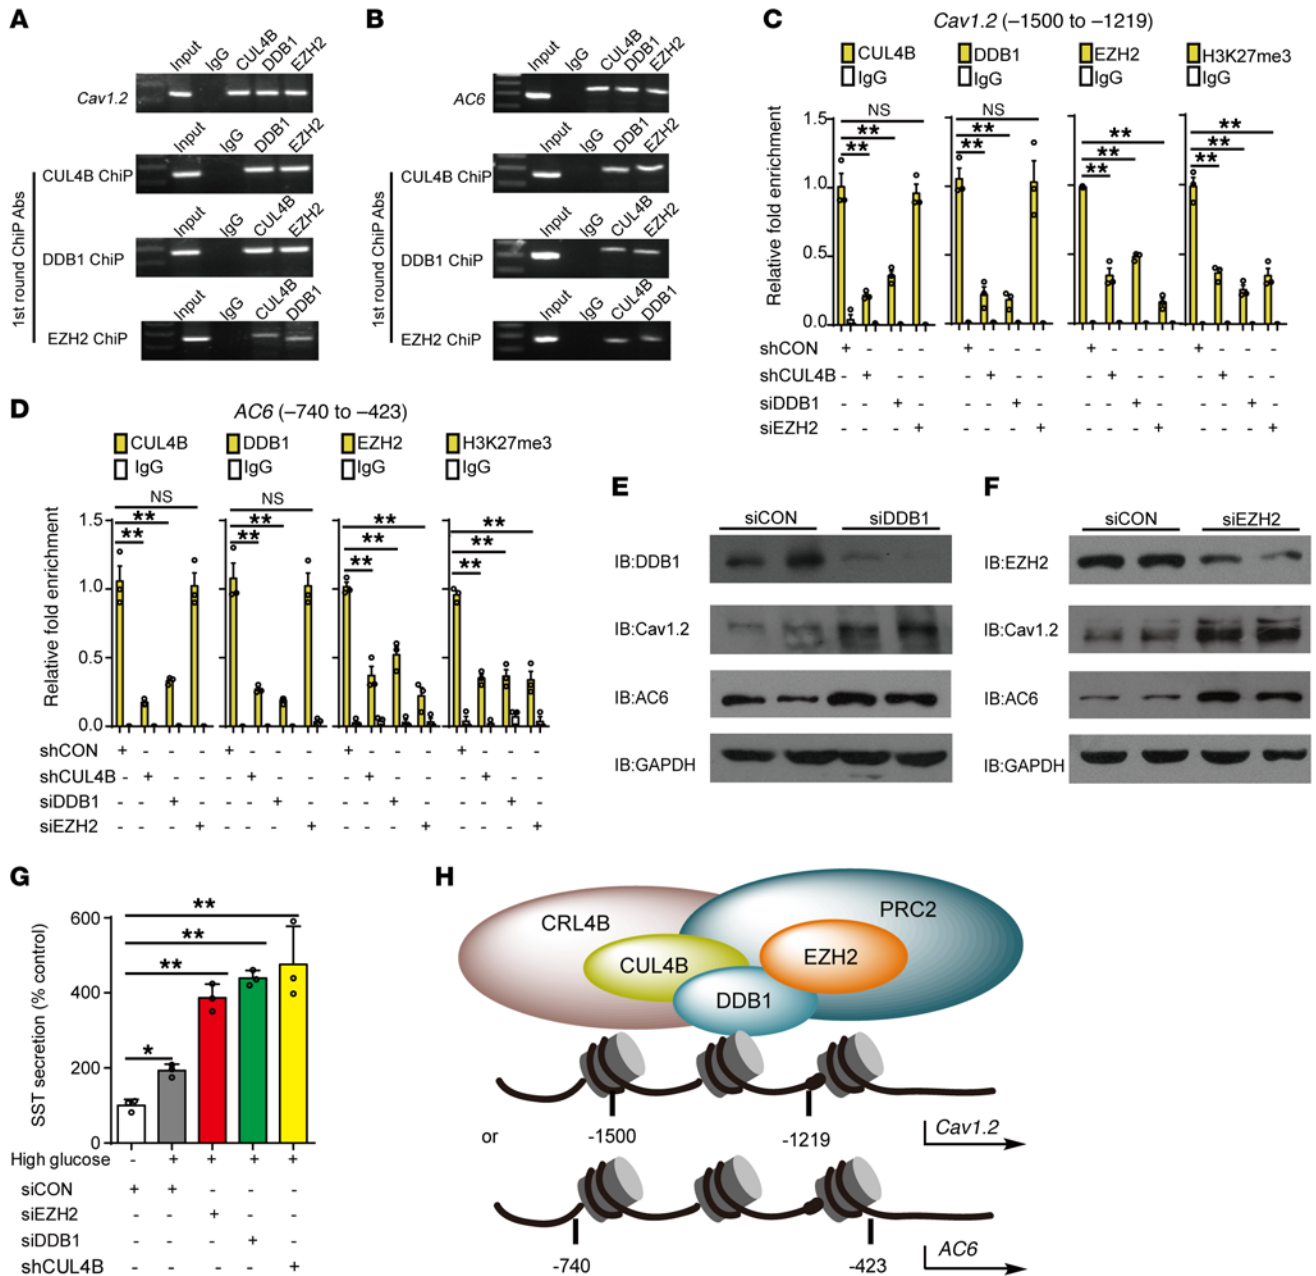 A
Input IgG CUL4B DDB1 EZH2
Cav1.2
Input IgG DDB1 EZH2
CUL4B ChiP
Input IgG CUL4B EZH2
DDB1 ChiP
Input IgG CUL4B DDB1
EZH2 ChiP
1st round ChiP Abs
B
Input IgG CUL4B DDB1 EZH2
AC6
Input IgG DDB1 EZH2
CUL4B ChiP
Input IgG CUL4B EZH2
DDB1 ChiP
Input IgG CUL4B DDB1
EZH2 ChiP
1st round ChiP Abs
C
Cav1.2 (–1500 to –1219)
CUL4B DDB1 EZH2 H3K27me3
IgG IgG IgG IgG
Relative fold enrichment
1.5
1.0
0.5
0.0
NS ** **
NS ** **
** ** **
** ** **
shCON + - - - + - - - + - - - + - - -
shCUL4B - + - - - + - - - + - - - + - -
siDDB1 - - + - - - + - - - + - - - + -
siEZH2 - - - + - - - + - - - + - - - +
D
AC6 (–740 to –423)
CUL4B DDB1 EZH2 H3K27me3
IgG IgG IgG IgG
Relative fold enrichment
1.5
1.0
0.5
0.0
NS ** **
NS ** **
** ** **
** ** **
shCON + - - - + - - - + - - - + - - -
shCUL4B - + - - - + - - - + - - - + - -
siDDB1 - - + - - - + - - - + - - - + -
siEZH2 - - - + - - - + - - - + - - - +
E
siCON siDDB1
IB:DDB1
IB:Cav1.2
IB:AC6
IB:GAPDH
F
siCON siEZH2
IB:EZH2
IB:Cav1.2
IB:AC6
IB:GAPDH
G
SST secretion (% control)
600
400
200
0
**
**
**
*
High glucose - + + + +
siCON + + - - -
siEZH2 - - + - -
siDDB1 - - - + -
shCUL4B - - - - +
H
CRL4B PRC2
CUL4B EZH2
DDB1
-1500 -1219 Cav1.2
or
-740 -423 AC6